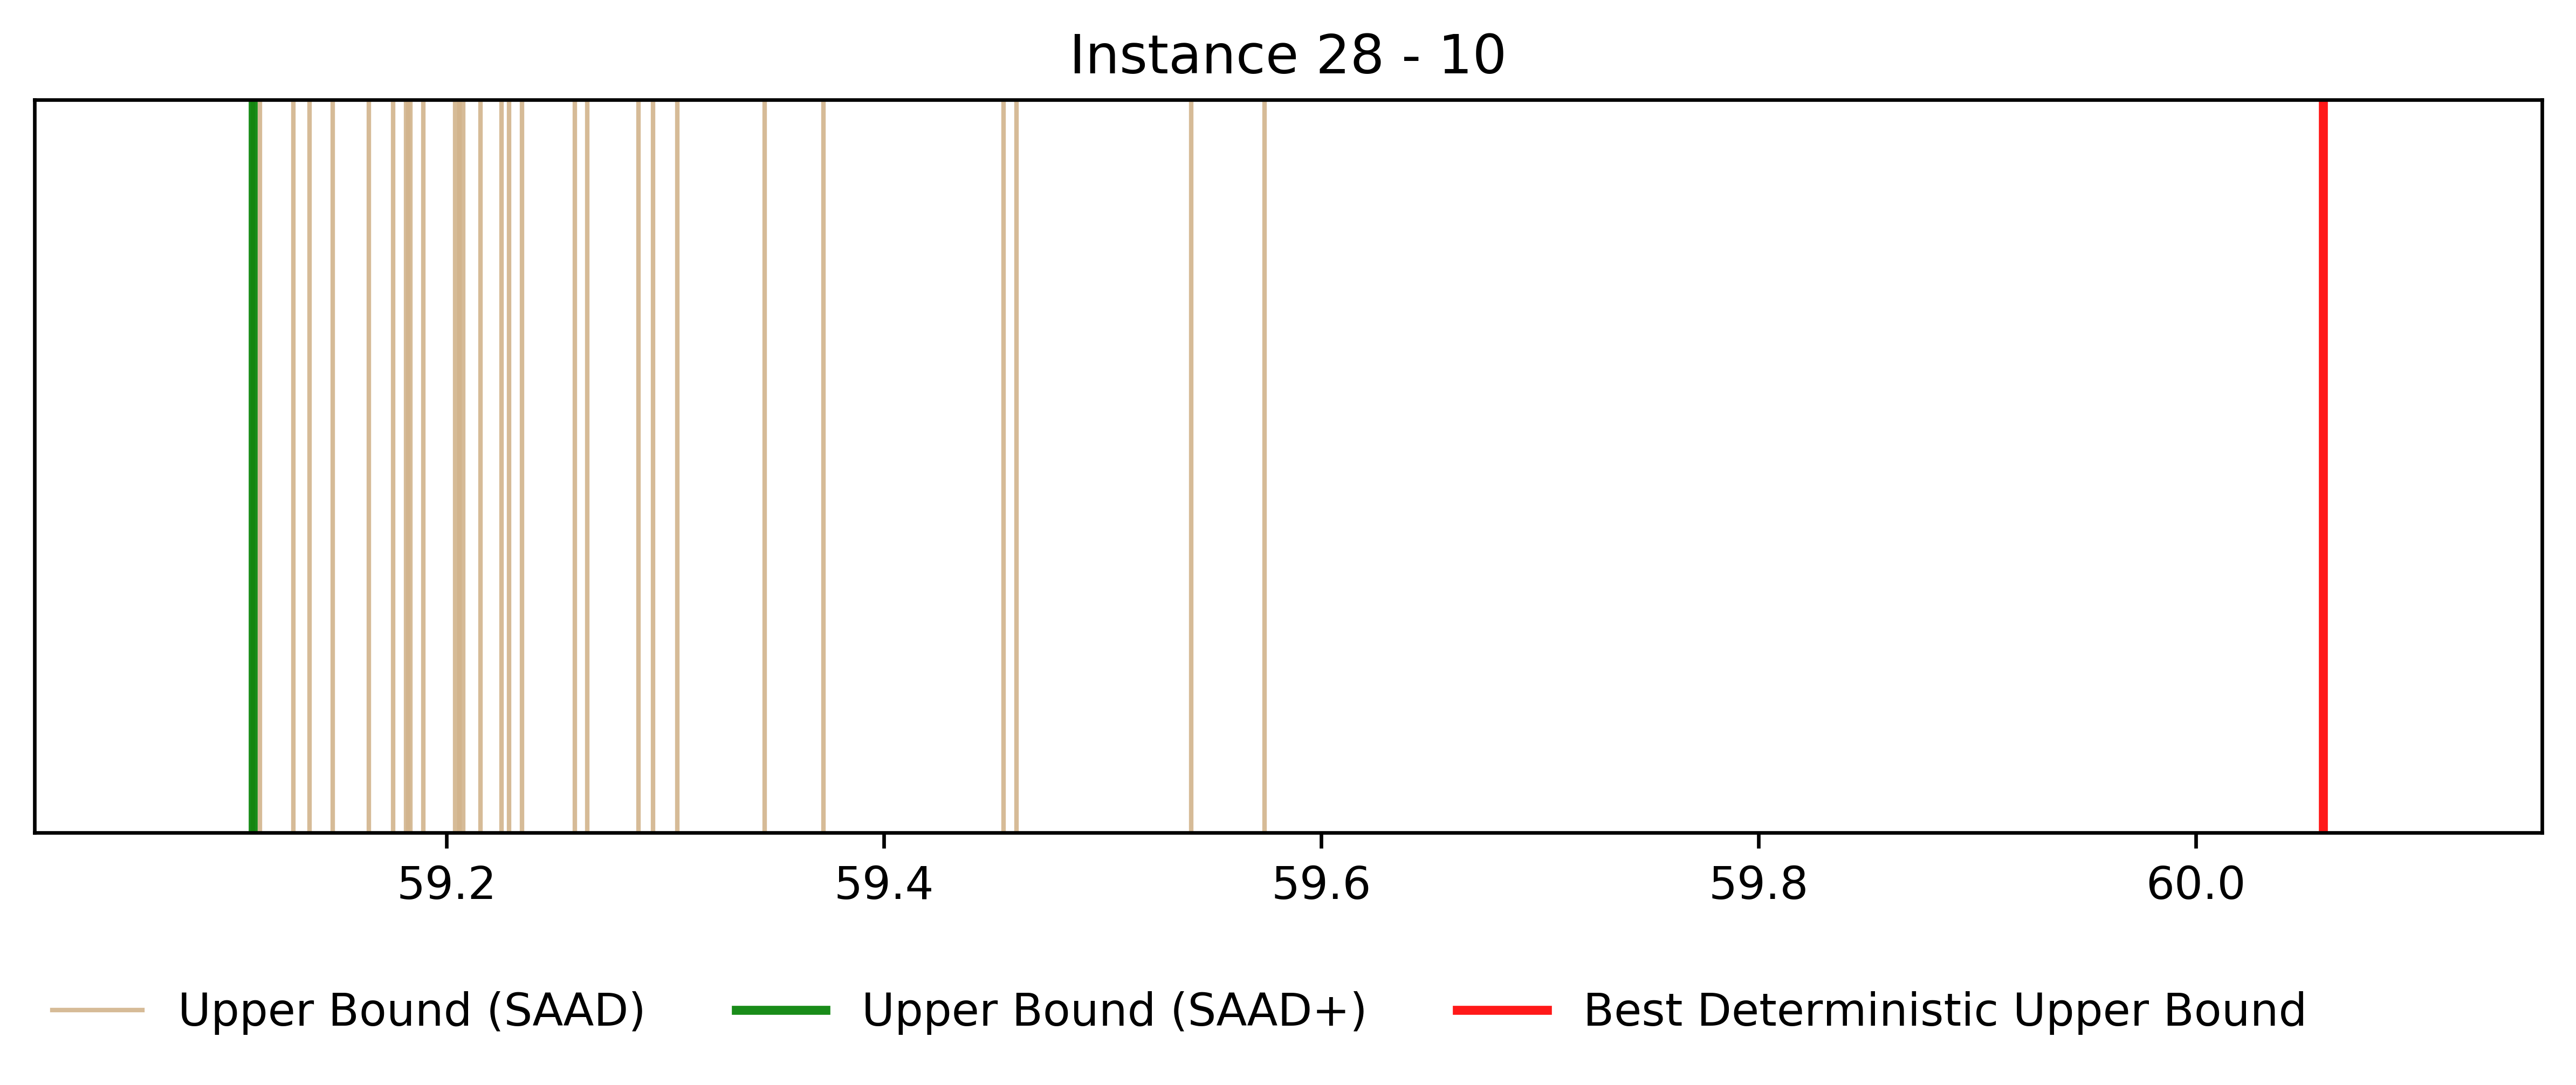 Instance 28 - 10
59.2 59.4 59.6 59.8 60.0
Upper Bound (SAAD) Upper Bound (SAAD+) Best Deterministic Upper Bound